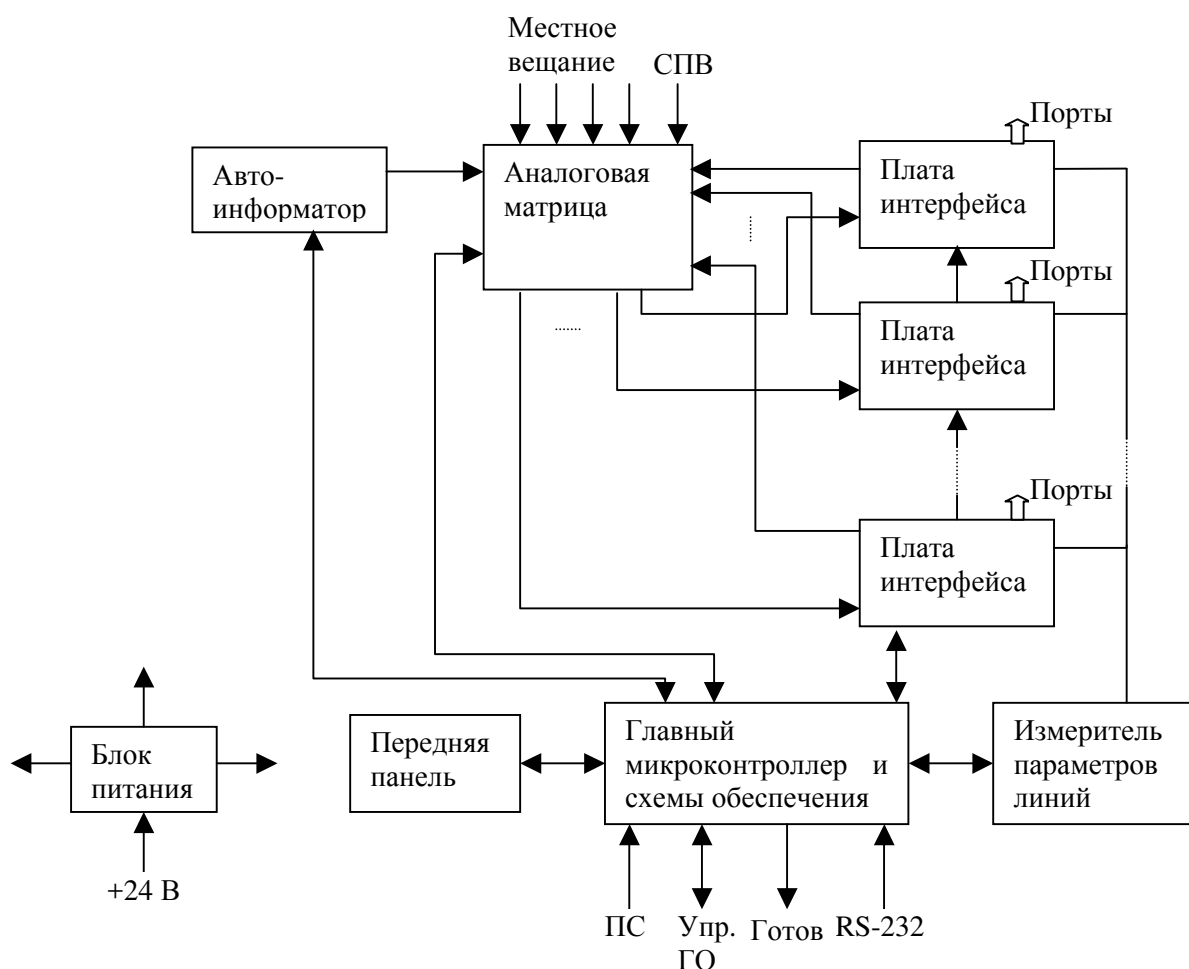 Местное
вещание
СПВ
Порты
Авто-
информатор
Аналоговая
матрица
Плата
интерфейса
Порты
Плата
интерфейса
Порты
Плата
интерфейса
Блок
питания
+24 В
Передняя
панель
Главный
микроконтроллер и
схемы обеспечения
Измеритель
параметров
линий
ПС
Упр.
ГО
Готов
RS-232